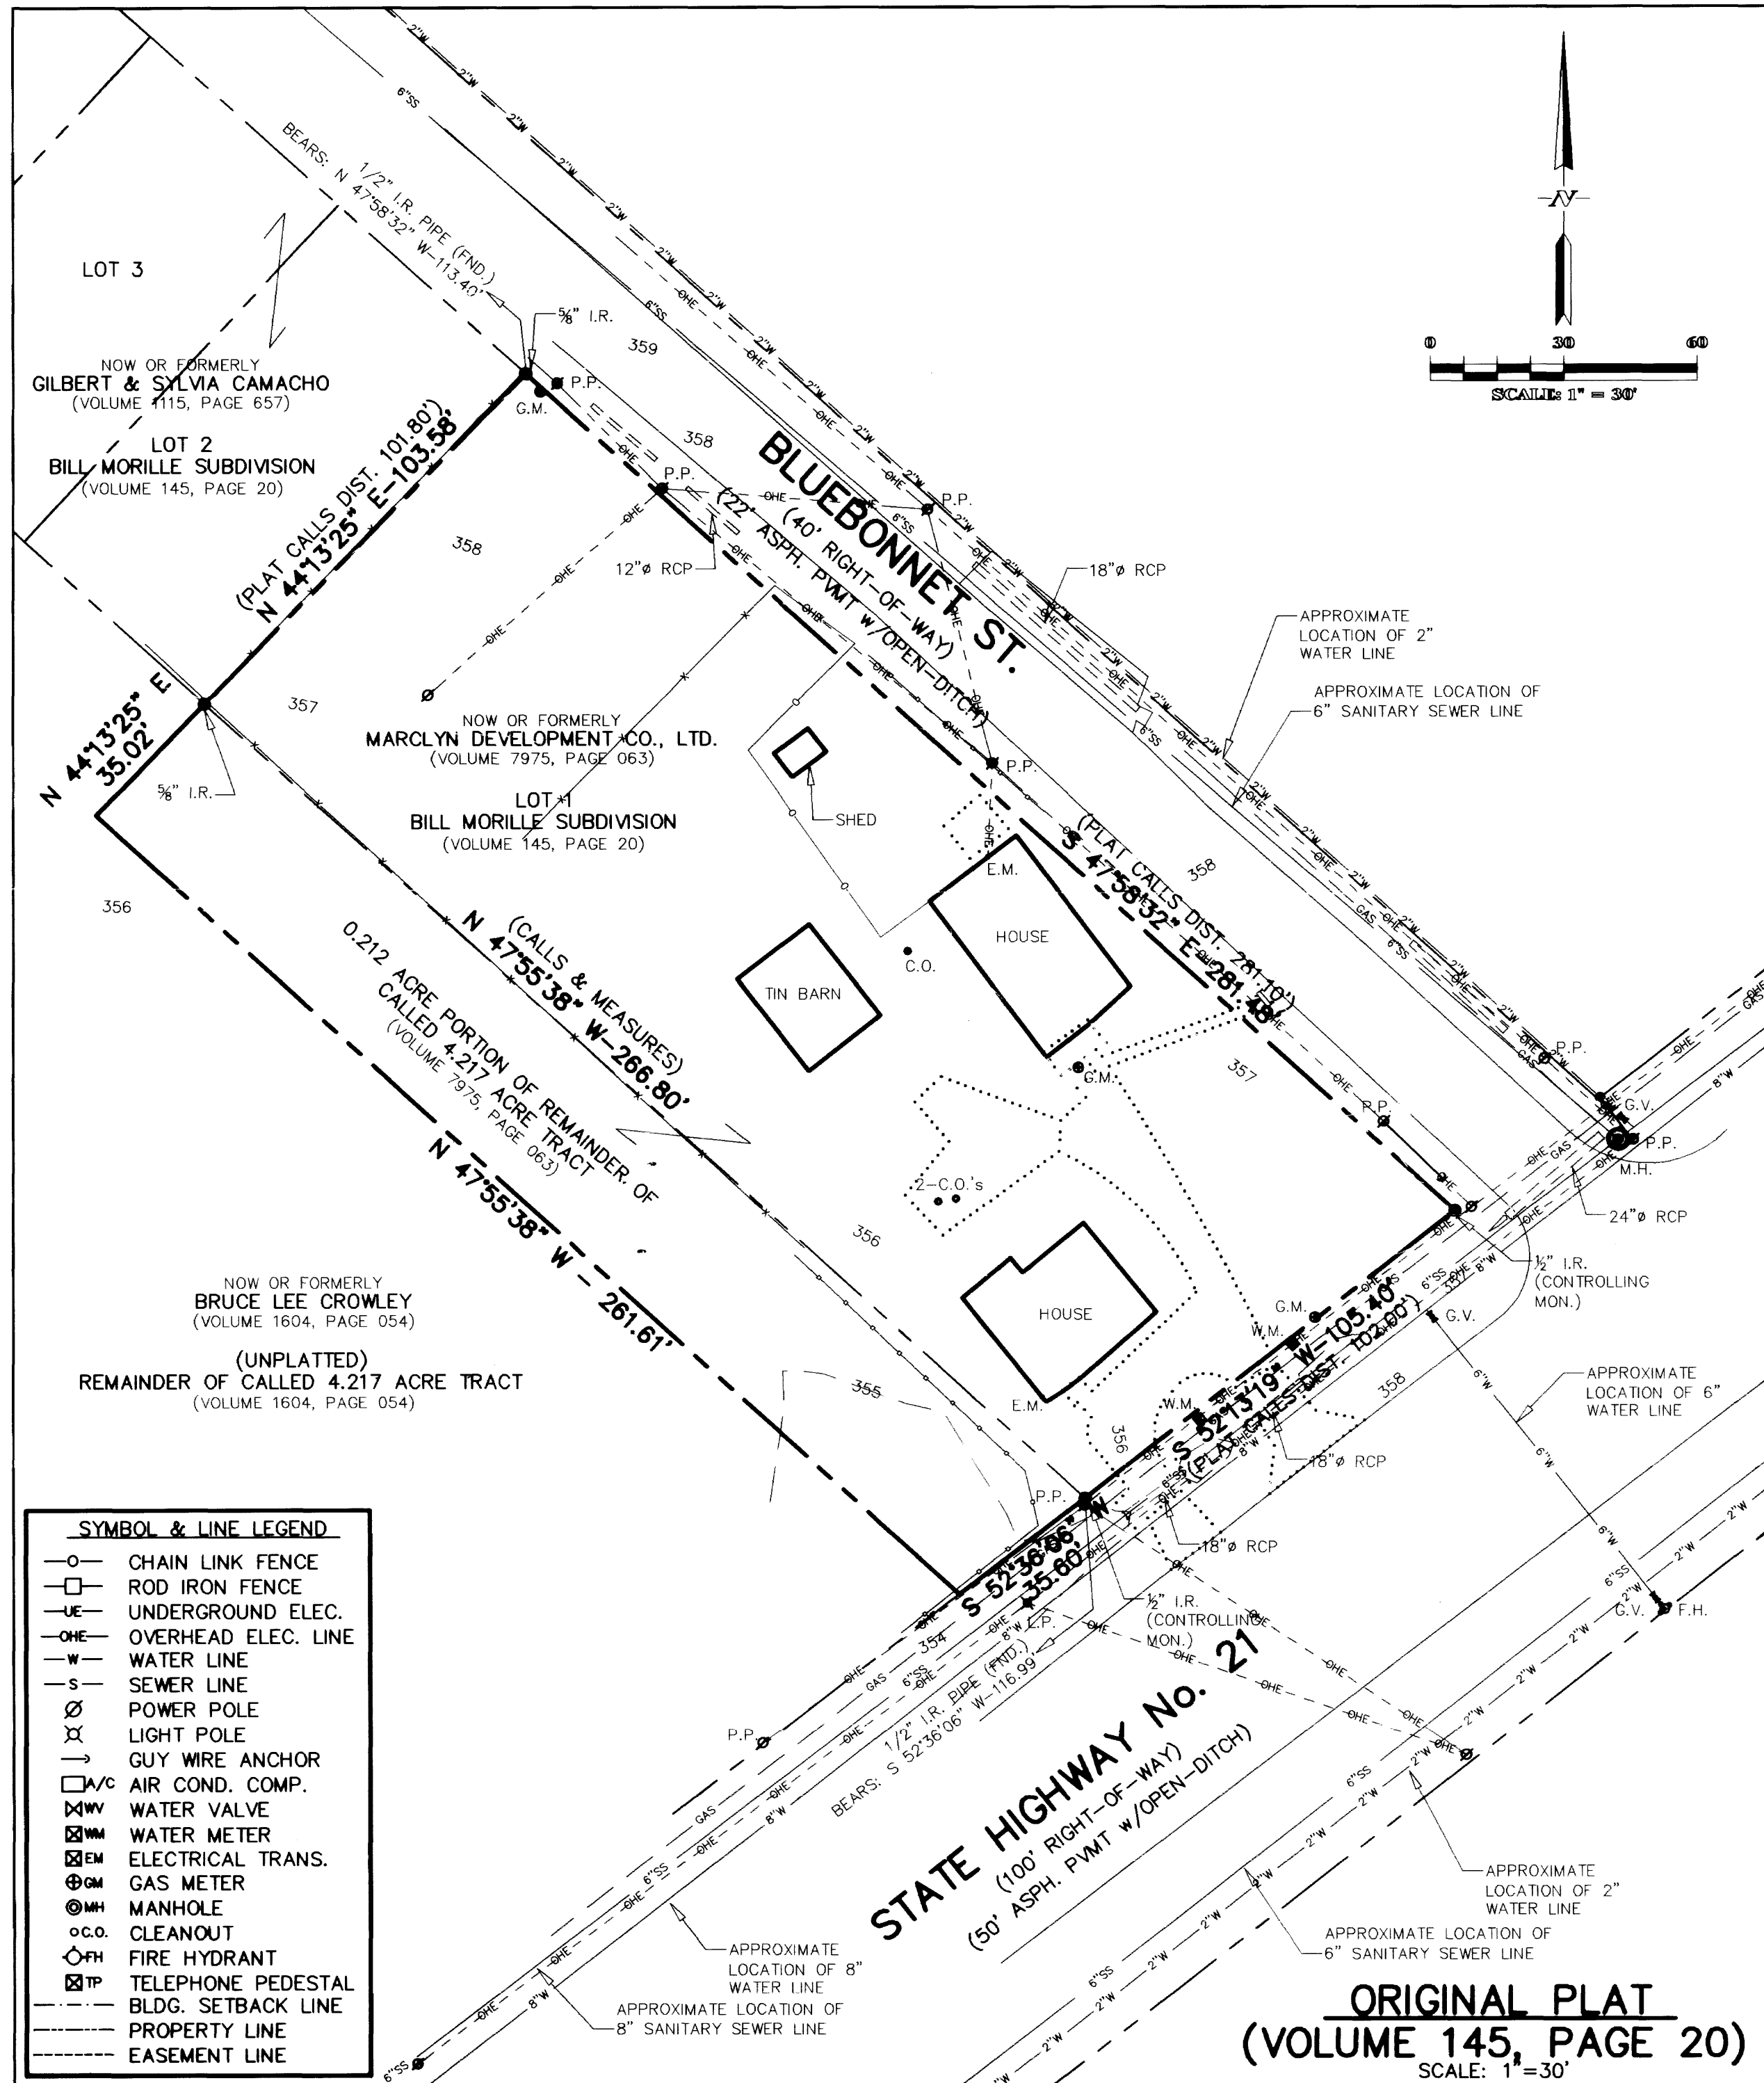 2"W
6"SS
BEARS:
1/2" I.R. PIPE (FND.)
N 47°58'32" W-113.40'
-N-
0 30 60
SCALE: 1" = 30'
LOT 3
5/8" I.R.
359
P.P.
G.M.
NOW OR FORMERLY
GILBERT & SYLVIA CAMACHO
(VOLUME 1115, PAGE 657)
LOT 2
BILL MORILLE SUBDIVISION
(VOLUME 145, PAGE 20)
(PLAT CALLS DIST. 101.80')
N 44°13'25" E-103.58'
358
358
P.P.
OHE
BLUEBONNET ST.
(40' RIGHT-OF-WAY)
(22' ASPH. PVMT w/OPEN-DITCH)
P.P.
12"ø RCP
18"ø RCP
APPROXIMATE
LOCATION OF 2"
WATER LINE
APPROXIMATE LOCATION OF
6" SANITARY SEWER LINE
357
N 44°13'25" E
35.02'
5/8" I.R.
NOW OR FORMERLY
MARCLYN DEVELOPMENT CO., LTD.
(VOLUME 7975, PAGE 063)
LOT 1
BILL MORILLE SUBDIVISION
(VOLUME 145, PAGE 20)
SHED
P.P.
E.M.
HOUSE
(PLAT CALLS DIST. 281.10')
S 47°58'32" E-281.48'
358
GAS
356
C.O.
TIN BARN
(CALLS & MEASURES)
N 47°55'38" W-266.80'
0.212 ACRE PORTION OF REMAINDER OF
CALLED 4.217 ACRE TRACT
(VOLUME 7975, PAGE 063)
N 47°55'38" W - 261.61'
G.M.
357
P.P.
P.P.
G.V.
P.P.
M.H.
2-C.O.'s
356
24"ø RCP
1/2" I.R.
(CONTROLLING
MON.)
G.V.
HOUSE
G.M.
W.M.
W.M.
E.M.
357
358
356
355
NOW OR FORMERLY
BRUCE LEE CROWLEY
(VOLUME 1604, PAGE 054)
(UNPLATTED)
REMAINDER OF CALLED 4.217 ACRE TRACT
(VOLUME 1604, PAGE 054)
S 52°13'19" W-105.40'
(PLAT CALLS DIST. 102.00')
APPROXIMATE
LOCATION OF 6"
WATER LINE
6"W
18"ø RCP
18"ø RCP
P.P.
S 52°36'06" W
35.60'
1/2" I.R.
(CONTROLLING
MON.)
L.P.
354
G.V.
F.H.
P.P.
1/2" I.R. PIPE (FND.)
BEARS: S 52°36'06" W-116.99'
8"W
STATE HIGHWAY No. 21
(100' RIGHT-OF-WAY)
(50' ASPH. PVMT w/OPEN-DITCH)
APPROXIMATE
LOCATION OF 8"
WATER LINE
APPROXIMATE LOCATION OF
8" SANITARY SEWER LINE
APPROXIMATE
LOCATION OF 2"
WATER LINE
APPROXIMATE LOCATION OF
6" SANITARY SEWER LINE
SYMBOL & LINE LEGEND
O CHAIN LINK FENCE
ROD IRON FENCE
UE UNDERGROUND ELEC.
OHE OVERHEAD ELEC. LINE
W WATER LINE
S SEWER LINE
POWER POLE
LIGHT POLE
GUY WIRE ANCHOR
A/C AIR COND. COMP.
WV WATER VALVE
WM WATER METER
EM ELECTRICAL TRANS.
GM GAS METER
MH MANHOLE
C.O. CLEANOUT
FH FIRE HYDRANT
TP TELEPHONE PEDESTAL
BLDG. SETBACK LINE
PROPERTY LINE
EASEMENT LINE
ORIGINAL PLAT
(VOLUME 145, PAGE 20)
SCALE: 1"=30'